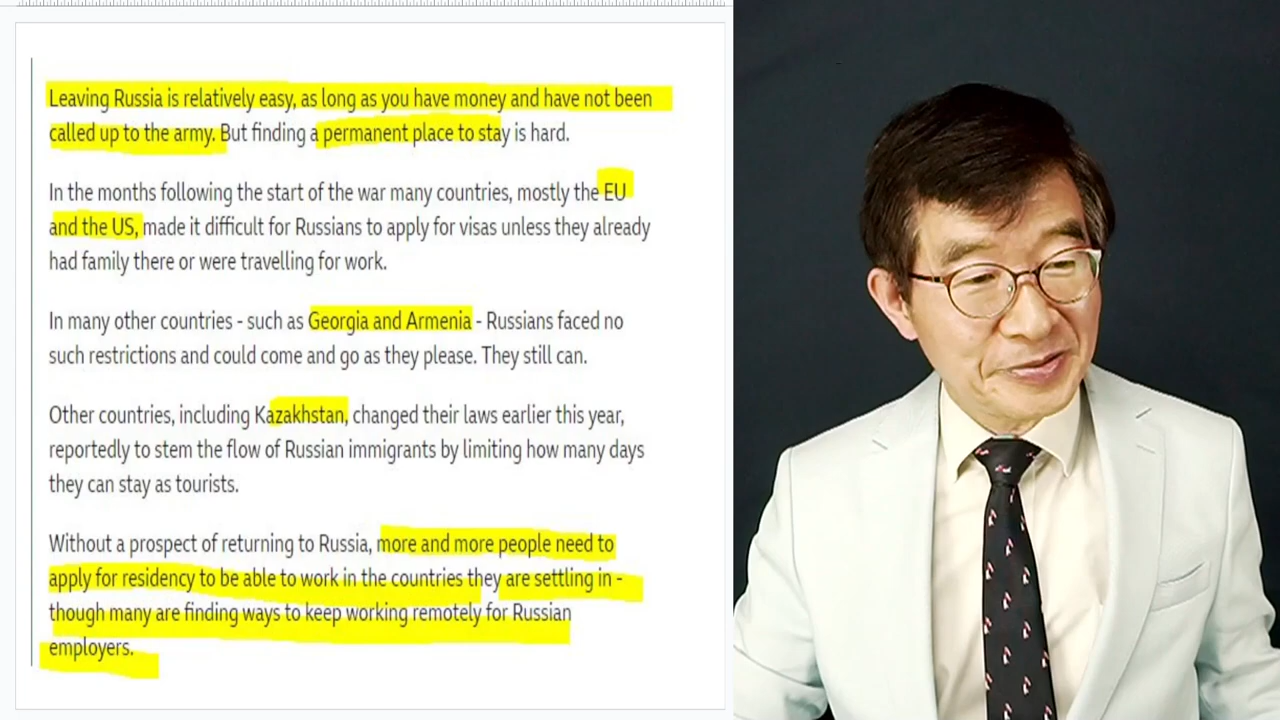 Leaving Russia is relatively easy, as long as you have money and have not been
called up to the army. But finding a permanent place to stay is hard.
In the months following the start of the war many countries, mostly the EU
and the US, made it difficult for Russians to apply for visas unless they already
had family there or were travelling for work.
In many other countries - such as Georgia and Armenia - Russians faced no
such restrictions and could come and go as they please. They still can.
Other countries, including Kazakhstan, changed their laws earlier this year,
reportedly to stem the flow of Russian immigrants by limiting how many days
they can stay as tourists.
Without a prospect of returning to Russia, more and more people need to
apply for residency to be able to work in the countries they are settling in -
though many are finding ways to keep working remotely for Russian
employers.